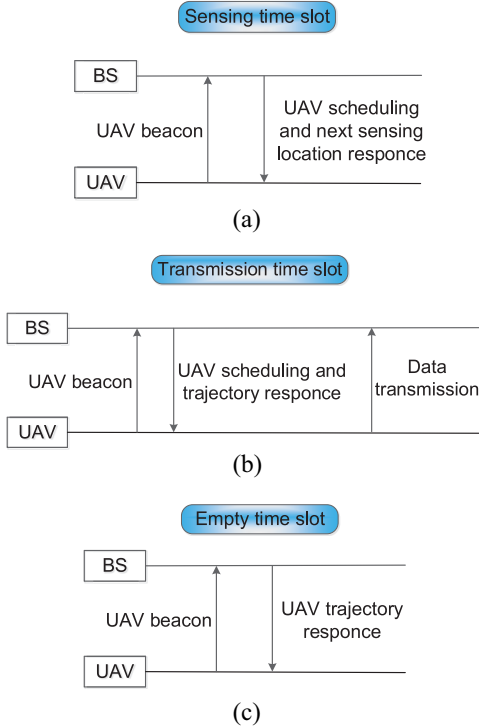 Sensing time slot
BS
UAV beacon
UAV scheduling
and next sensing
location responce
UAV
(a)
Transmission time slot
BS
UAV beacon
UAV scheduling and
trajectory responce
Data
transmission
UAV
(b)
Empty time slot
BS
UAV beacon
UAV trajectory
responce
UAV
(c)